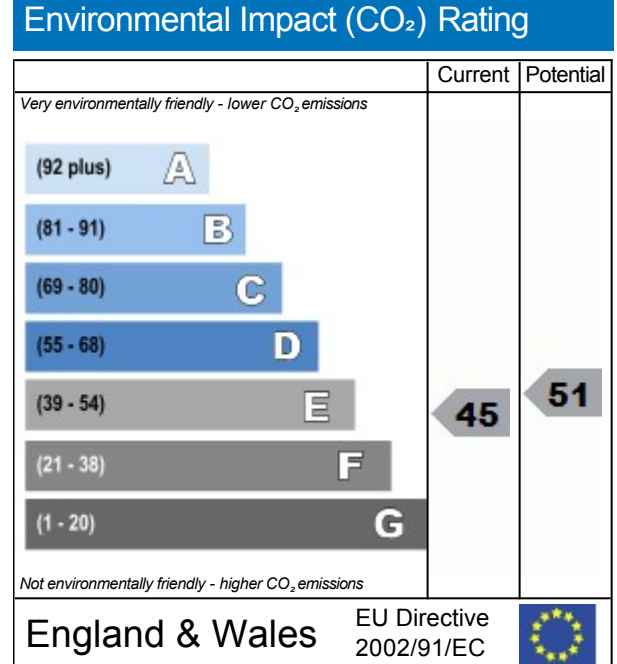 Environmental Impact (CO₂) Rating
Current Potential
Very environmentally friendly - lower CO₂ emissions
(92 plus) A
(81 - 91) B
(69 - 80) C
(55 - 68) D
(39 - 54) E
45
51
(21 - 38) F
(1 - 20) G
Not environmentally friendly - higher CO₂ emissions
England & Wales
EU Directive
2002/91/EC